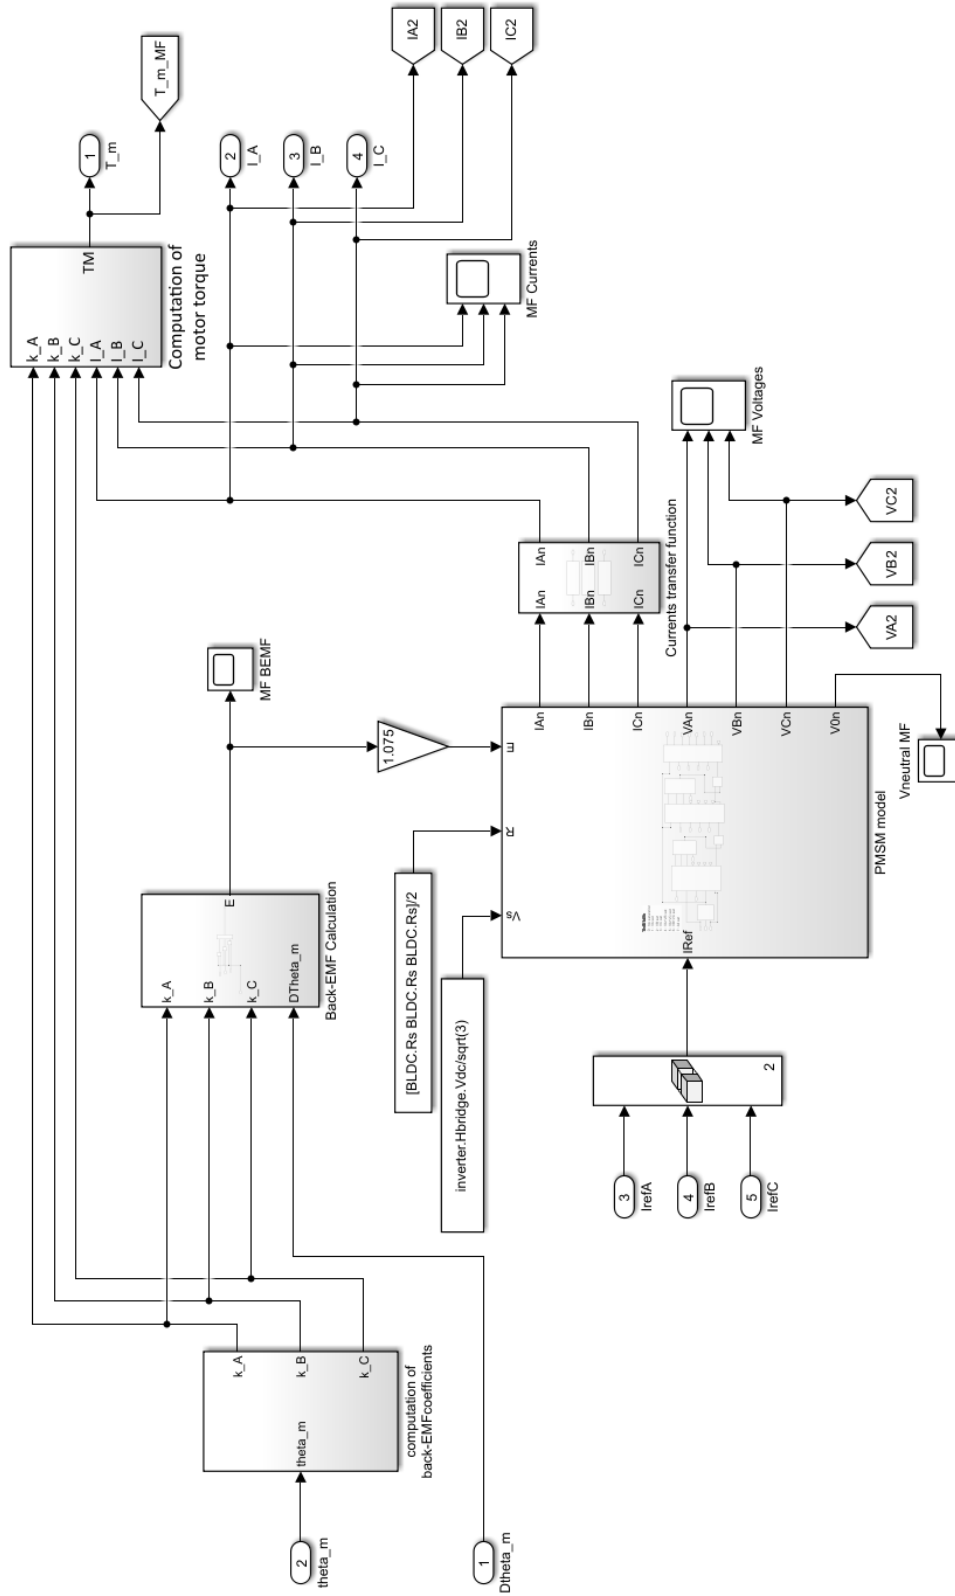 2
theta_m
1
Dtheta_m
theta_m
k_A
k_B
k_C
computation of
back-EMFcoefficients
k_A
k_B
k_C
DTheta_m
E
Back-EMF Calculation
MF BEMF
1.075
[BLDC.Rs BLDC.Rs BLDC.Rs]/2
inverter.Hbridge.Vdc/sqrt(3)
3
IrefA
4
IrefB
5
IrefC
2
Vs
R
E
IRef
IAn
IBn
ICn
VAn
VBn
VCn
V0n
PMSM model
Vneutral MF
IAn
IBn
ICn
IAn
IBn
ICn
Currents transfer function
VA2
VB2
VC2
MF Voltages
MF Currents
k_A
k_B
k_C
I_A
I_B
I_C
TM
Computation of
motor torque
1
T_m
T_m_MF
2
I_A
3
I_B
4
I_C
IA2
IB2
IC2